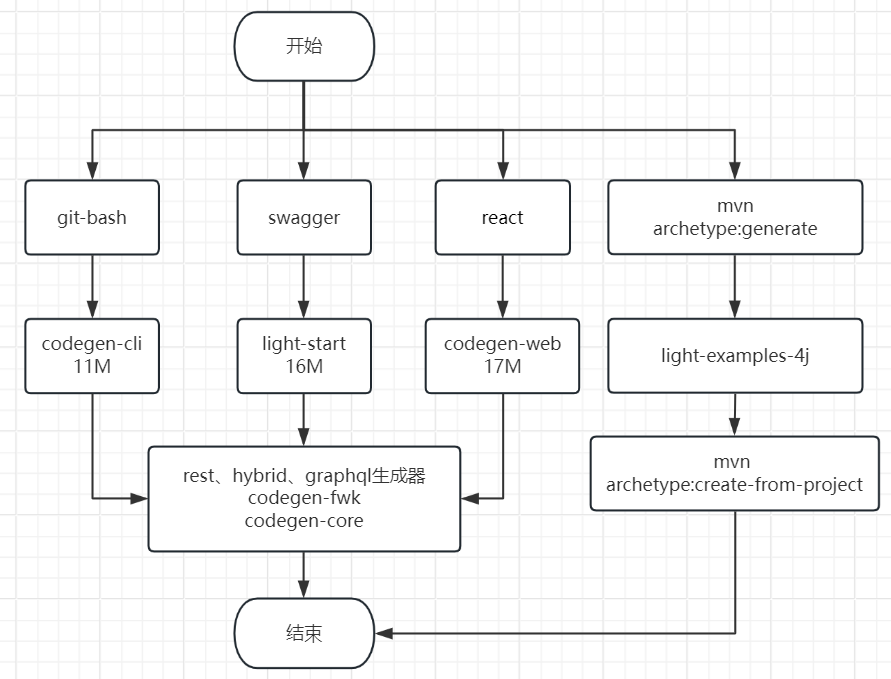 开始
git-bash
swagger
react
mvn
archetype:generate
codegen-cli
11M
light-start
16M
codegen-web
17M
light-examples-4j
rest、hybrid、graphql生成器
codegen-fwk
codegen-core
mvn
archetype:create-from-project
结束